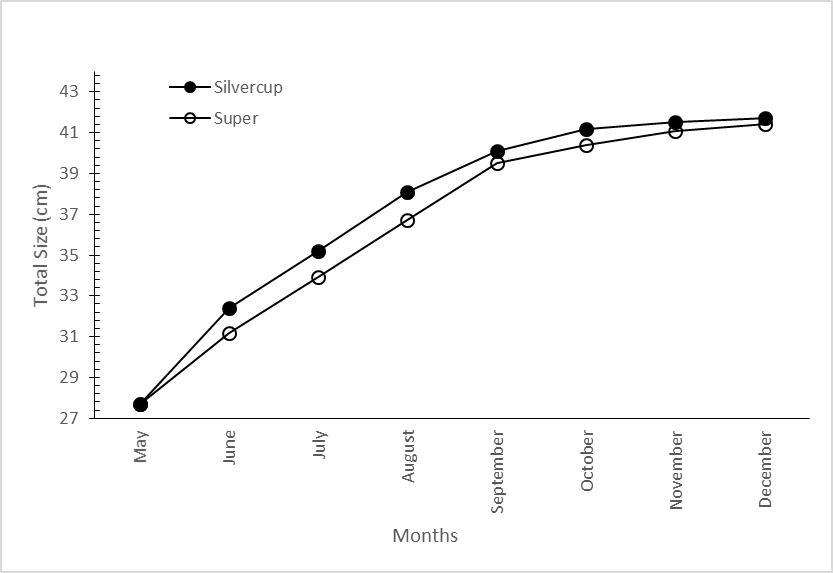 Silvercup
Super
43
41
39
37
35
33
31
29
27
Total Size (cm)
May
June
July
August
September
October
November
December
Months